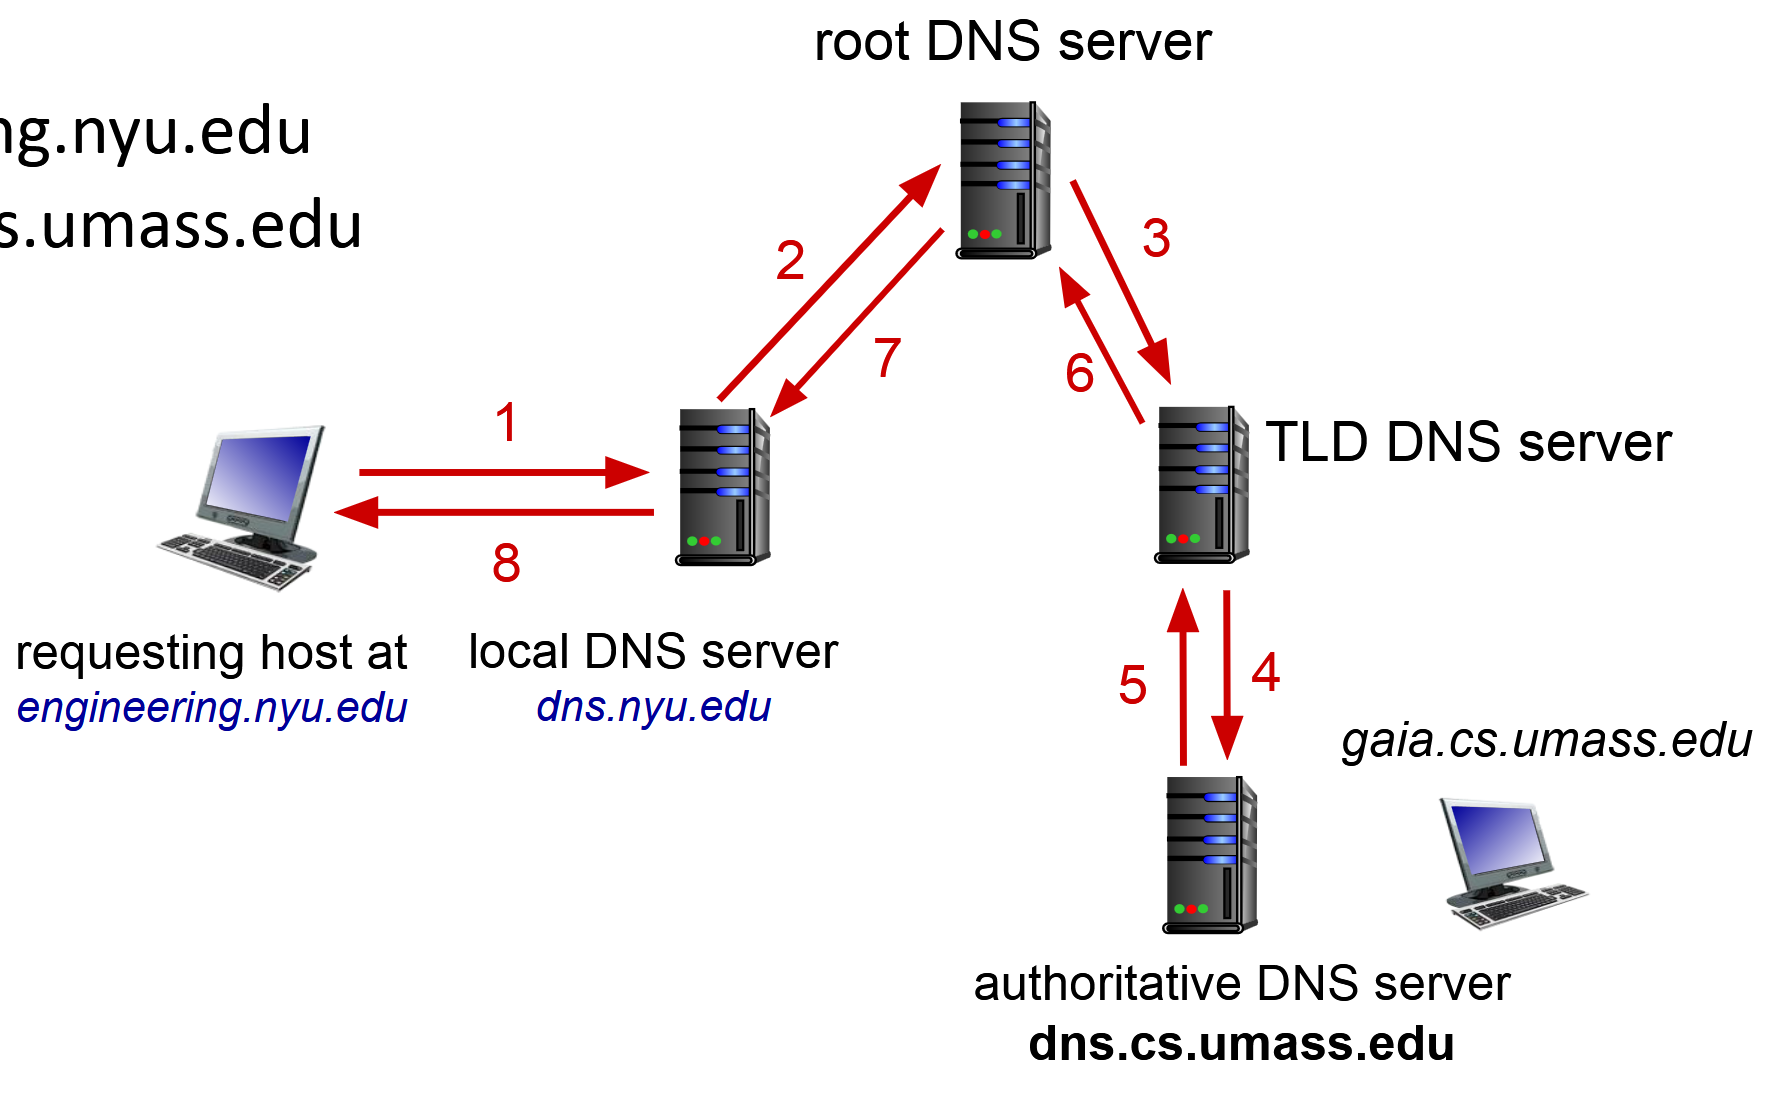 root DNS server
ng.nyu.edu
s.umass.edu
2
3
7
6
1
TLD DNS server
8
requesting host at
engineering.nyu.edu
local DNS server
dns.nyu.edu
5
4
gaia.cs.umass.edu
authoritative DNS server
dns.cs.umass.edu